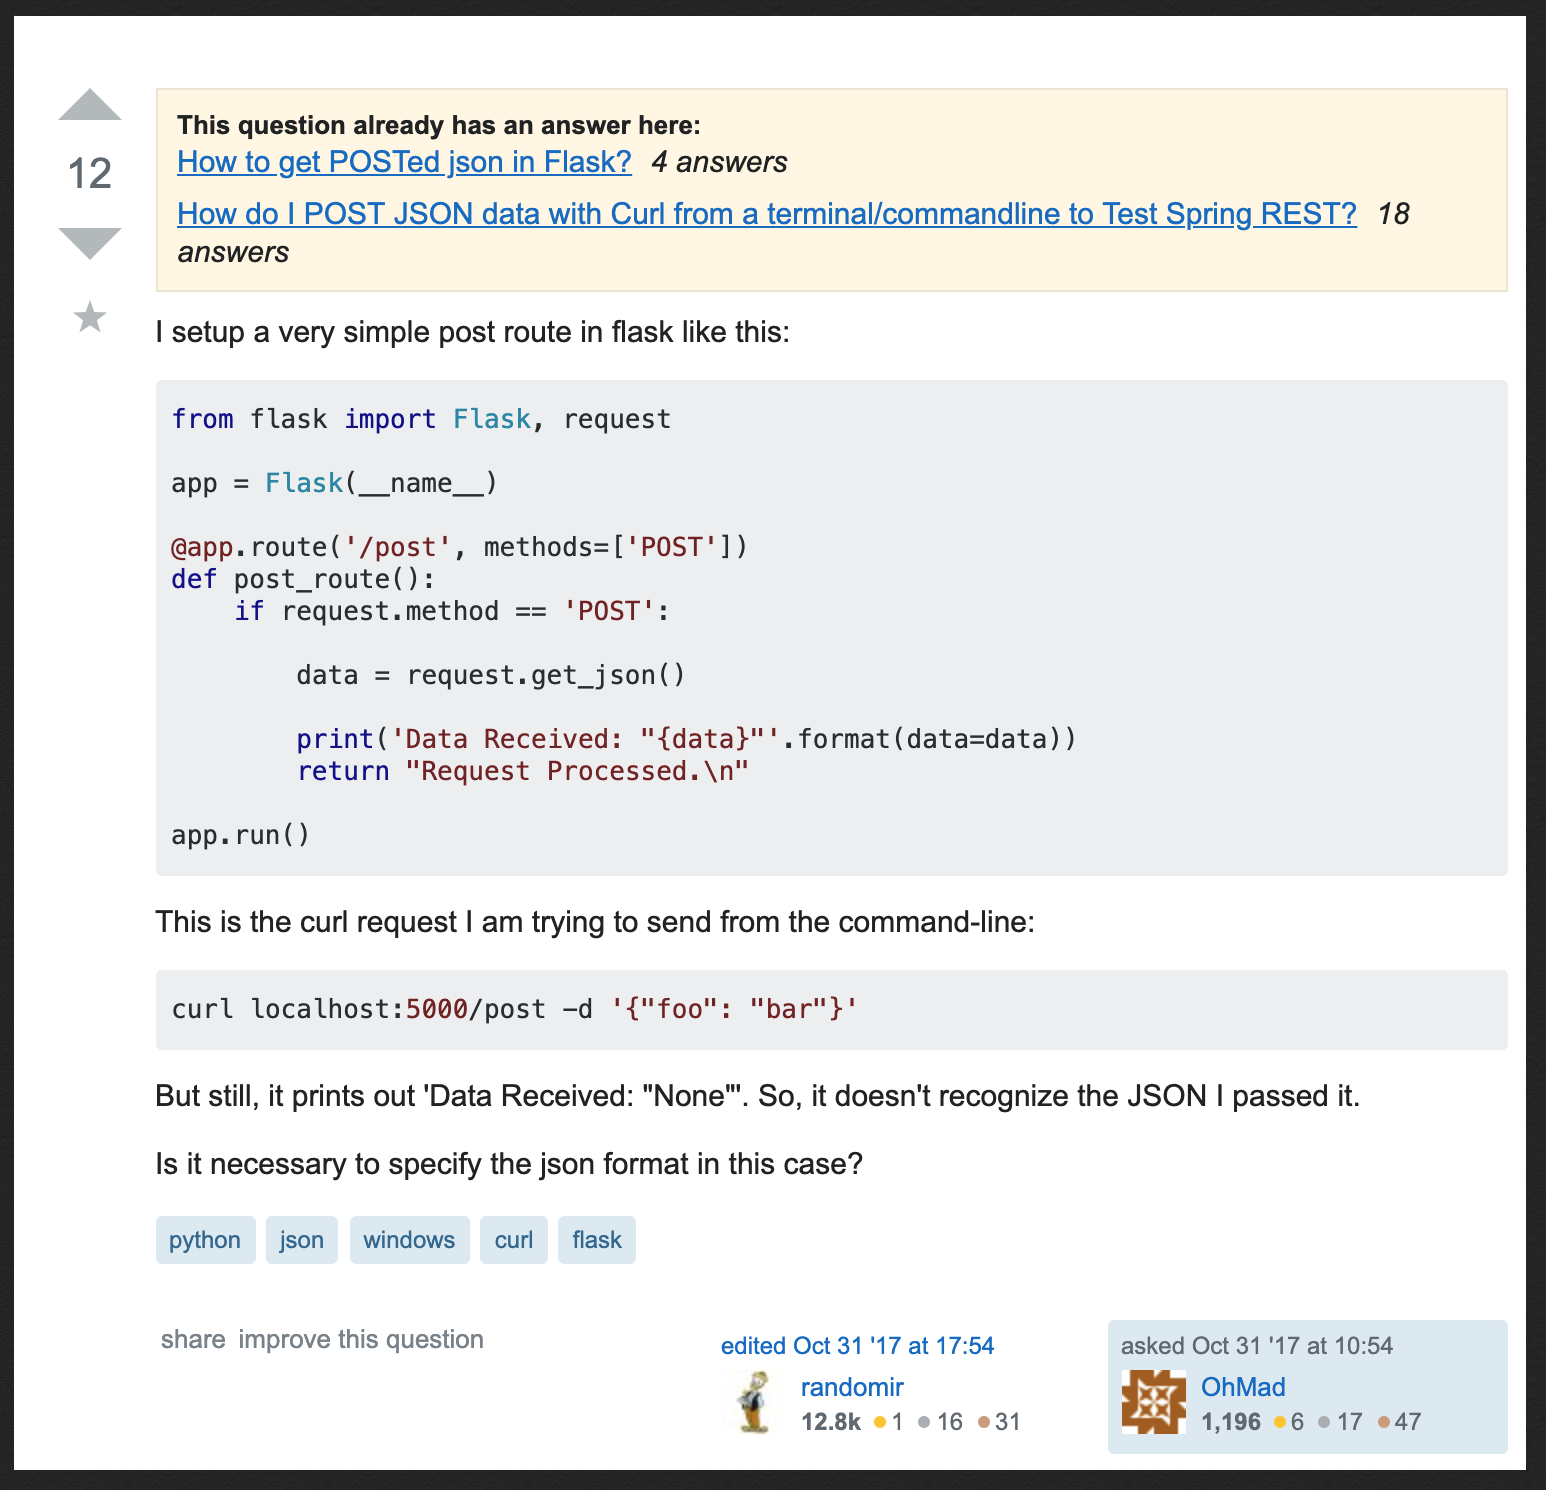 This question already has an answer here:
How to get POSTed json in Flask? 4 answers
How do I POST JSON data with Curl from a terminal/commandline to Test Spring REST? 18
answers
12
I setup a very simple post route in flask like this:
from flask import Flask, request
app = Flask(__name__)
@app.route('/post', methods=['POST'])
def post_route():
    if request.method == 'POST':
        data = request.get_json()
        print('Data Received: "{data}"'.format(data=data))
        return "Request Processed.\n"
app.run()
This is the curl request I am trying to send from the command-line:
curl localhost:5000/post -d '{"foo": "bar"}'
But still, it prints out 'Data Received: "None"'. So, it doesn't recognize the JSON I passed it.
Is it necessary to specify the json format in this case?
python json windows curl flask
share improve this question
edited Oct 31 '17 at 17:54
randomir
12.8k 1 16 31
asked Oct 31 '17 at 10:54
OhMad
1,196 6 17 47